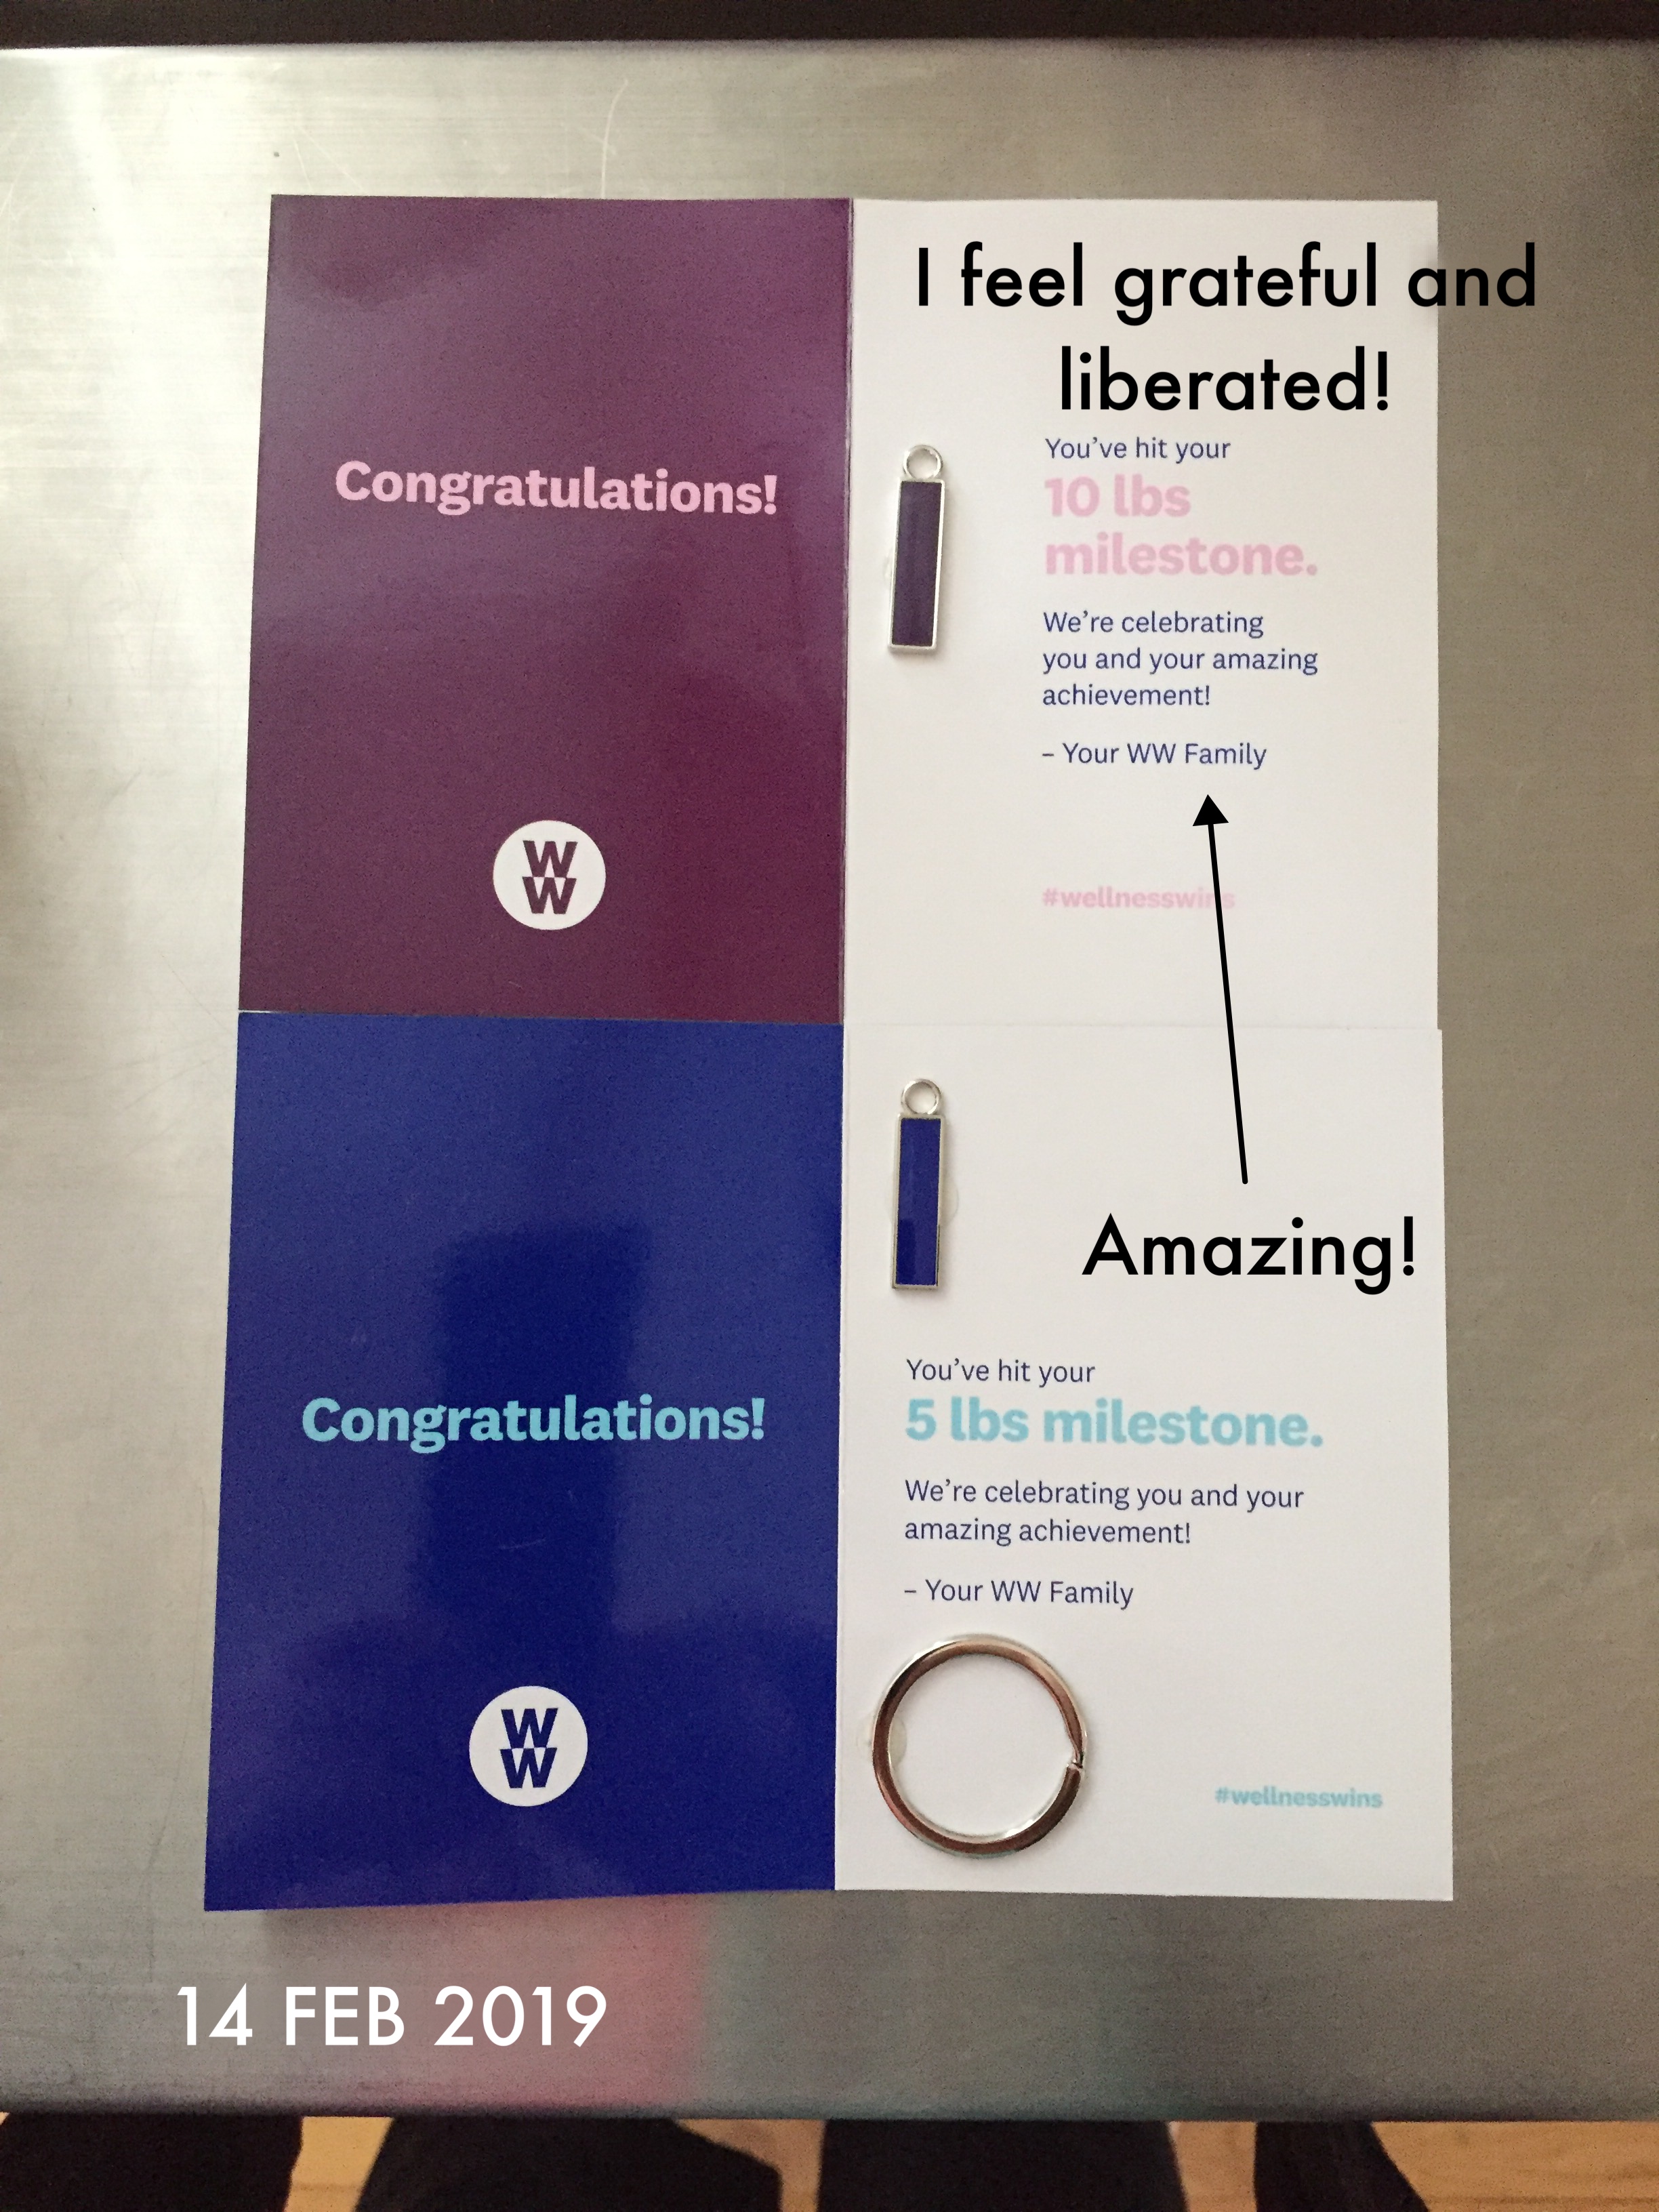 I feel grateful and
liberated!
Congratulations!
You've hit your
10 lbs
milestone.
We're celebrating
you and your amazing
achievement!
– Your WW Family
#wellnesswins
W
W
Amazing!
You've hit your
5 lbs milestone.
Congratulations!
We're celebrating you and your
amazing achievement!
– Your WW Family
W
W
#wellnesswins
14 FEB 2019